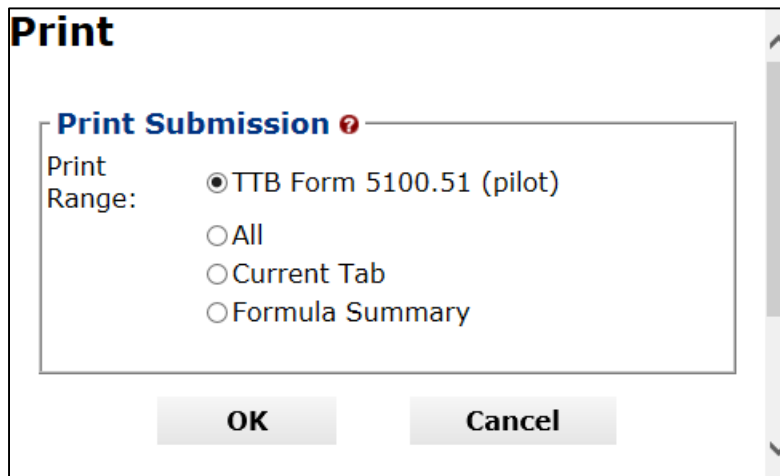 Print
Print Submission
Print
Range:
TTB Form 5100.51 (pilot)
All
Current Tab
Formula Summary
OK
Cancel